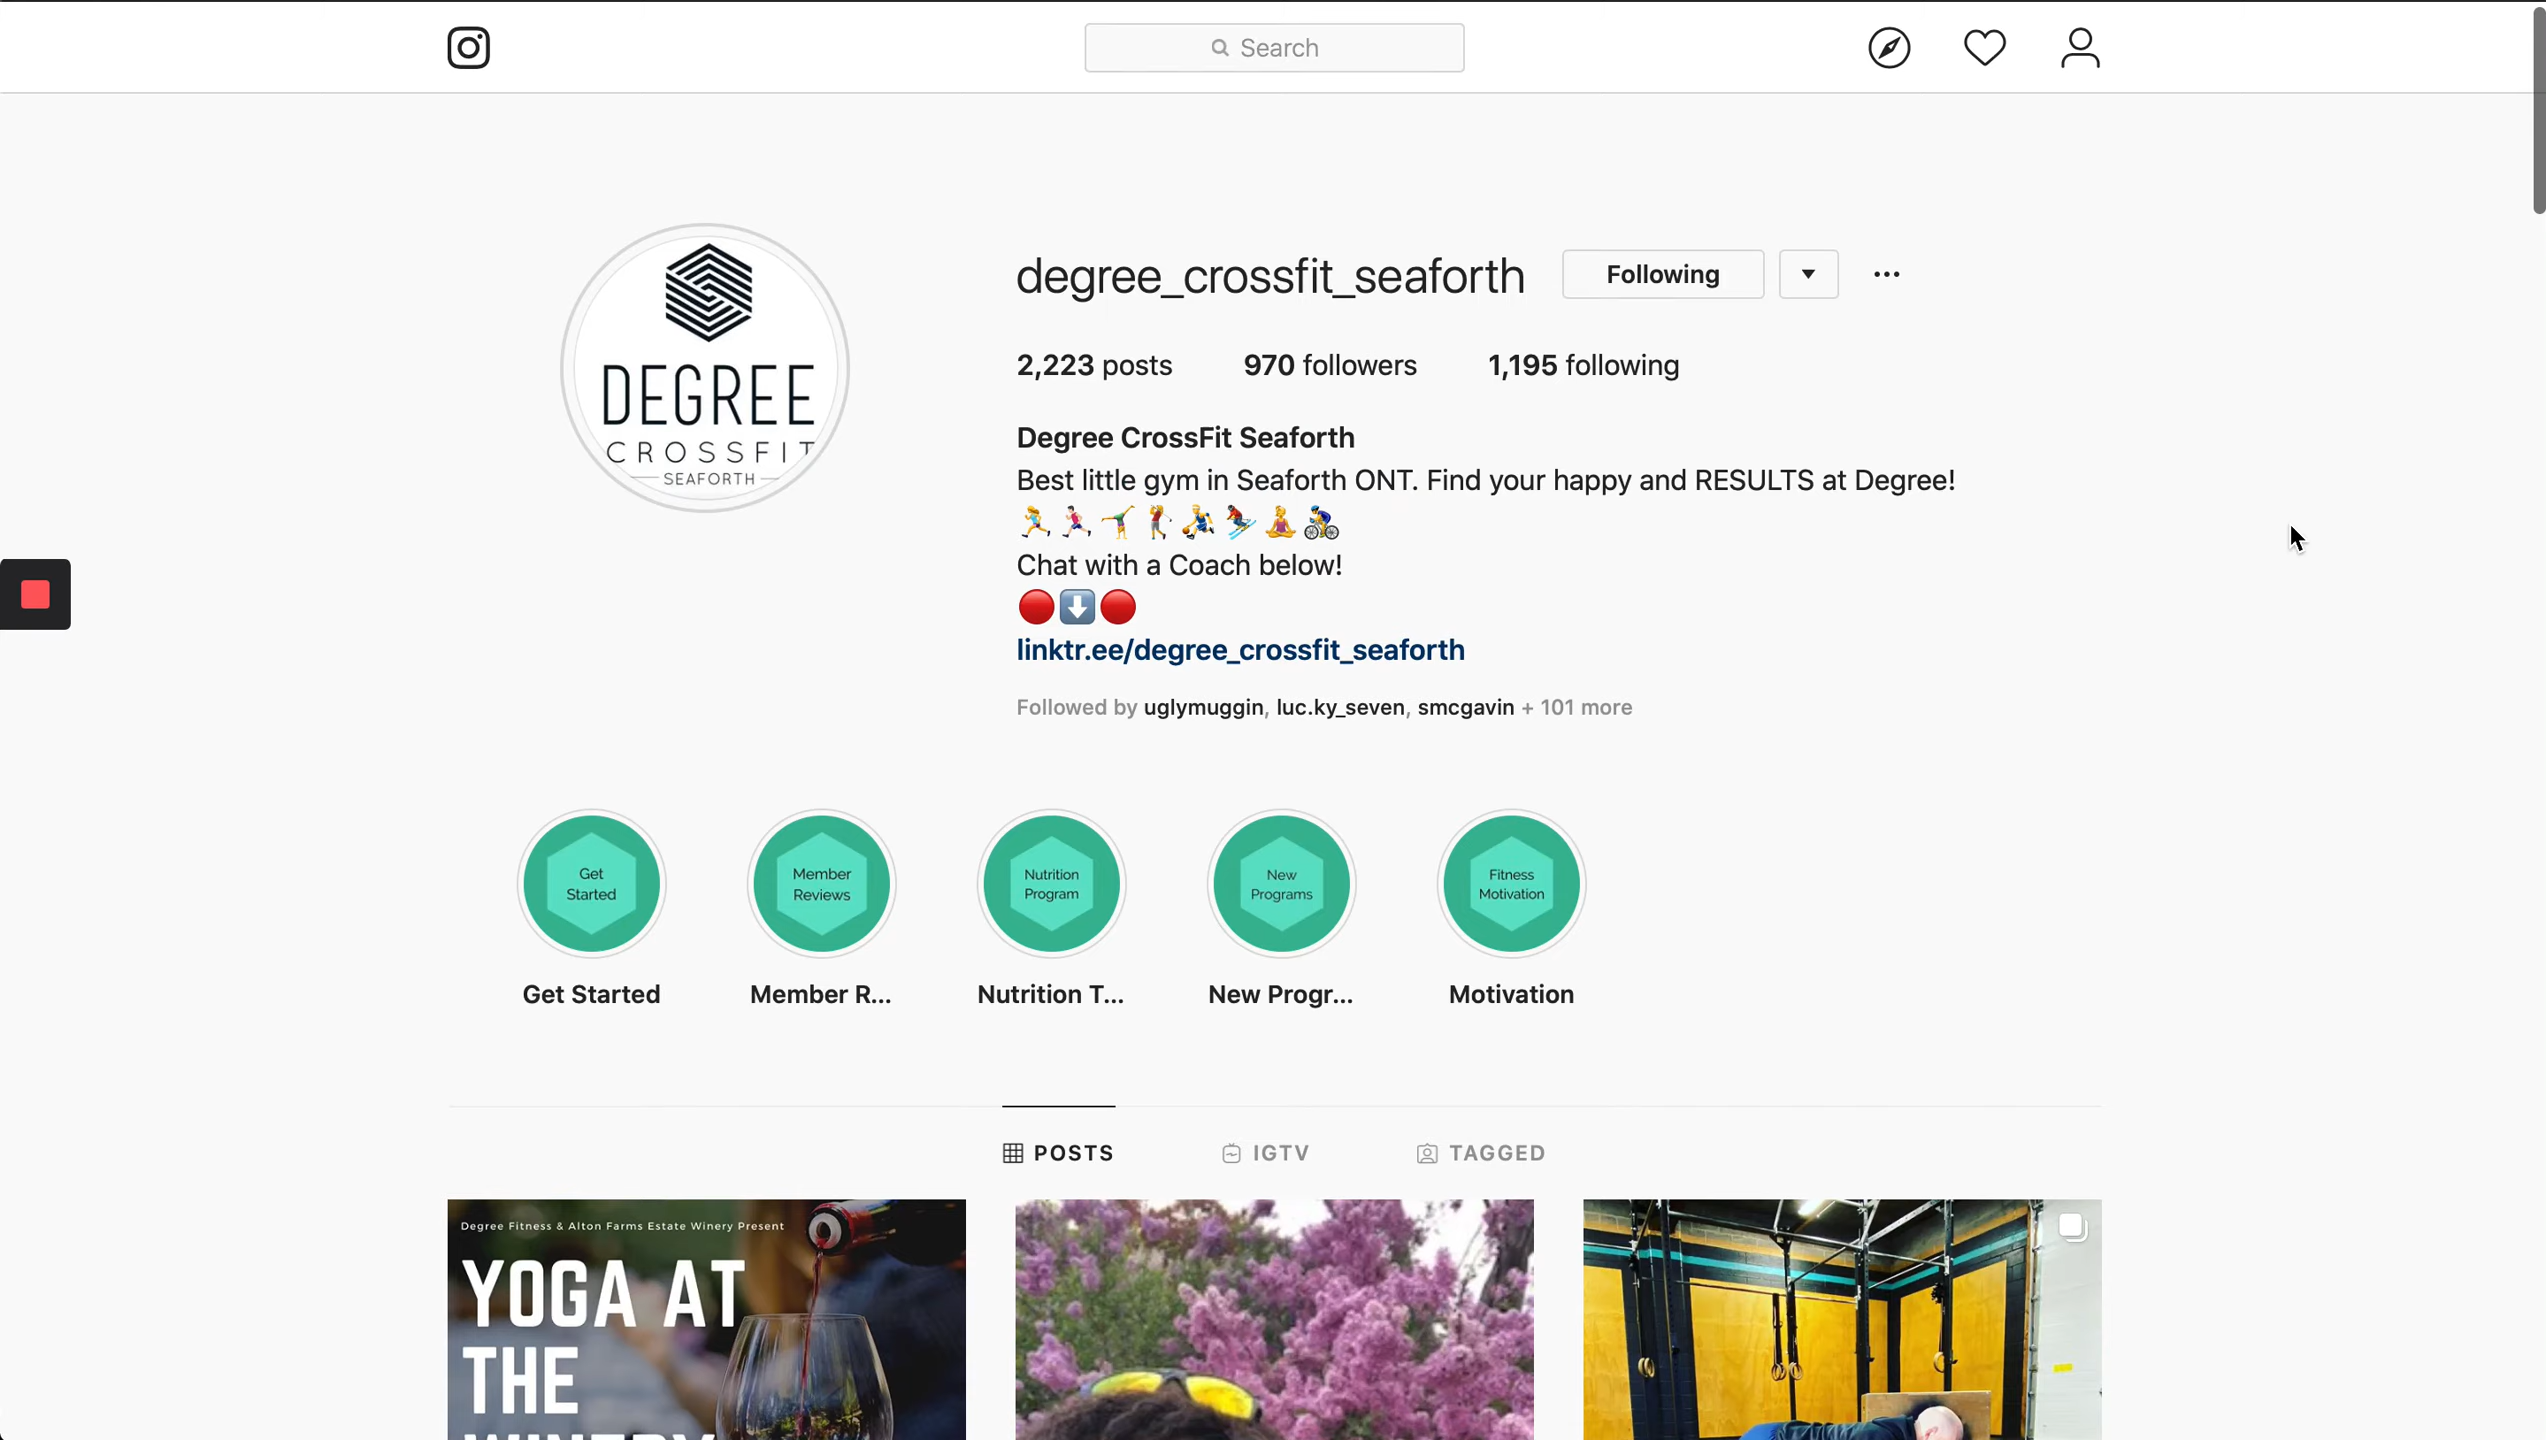 Search
DEGREE
CROSSFIT
SEAFORTH
degree_crossfit_seaforth
Following
2,223 posts
970 followers
1,195 following
Degree CrossFit Seaforth
Best little gym in Seaforth ONT. Find your happy and RESULTS at Degree!
Chat with a Coach below!
linktr.ee/degree_crossfit_seaforth
Followed by uglymuggin, luc.ky_seven, smcgavin + 101 more
Get
Started
Member
Reviews
Nutrition
Program
New
Programs
Fitness
Motivation
Get Started
Member R...
Nutrition T...
New Progr...
Motivation
POSTS
IGTV
TAGGED
Degree Fitness & Alton Farms Estate Winery Present
YOGA AT
THE
WINERY